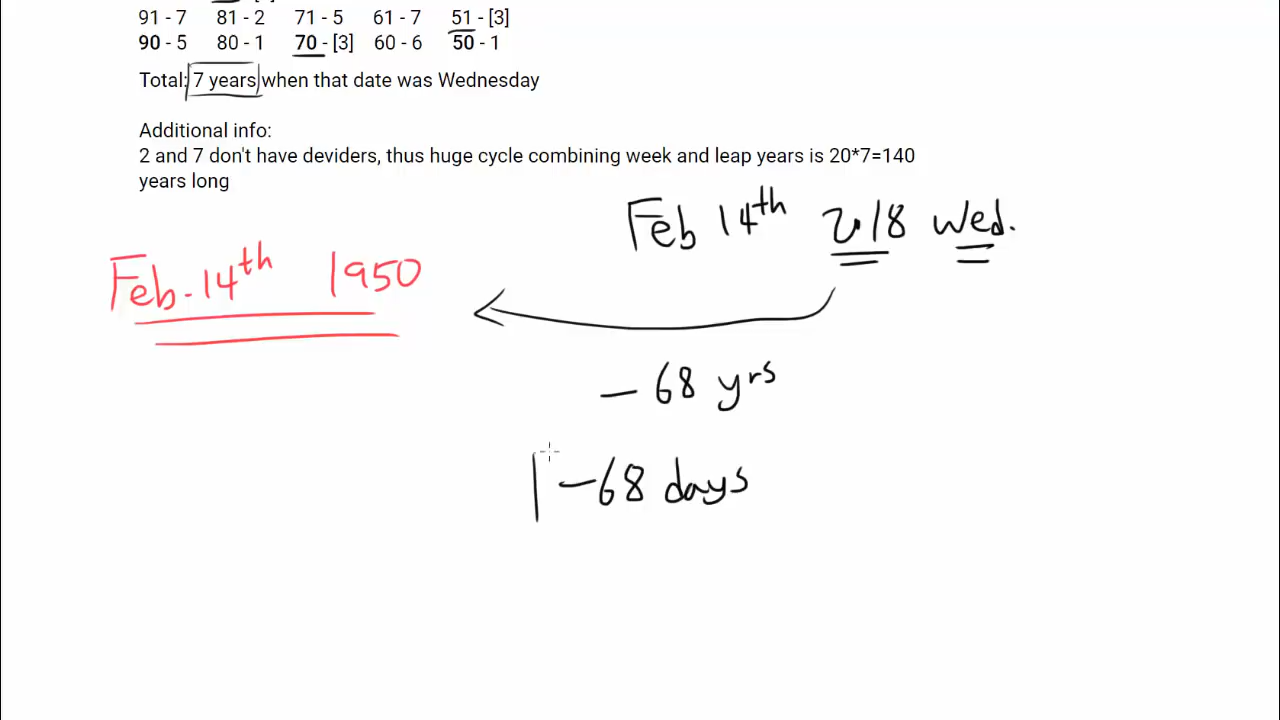 91 - 7 81 - 2 71 - 5 61 - 7 51 - [3]
90 - 5 80 - 1 70 - [3] 60 - 6 50 - 1
Total: 7 years when that date was Wednesday
Additional info:
2 and 7 don't have deviders, thus huge cycle combining week and leap years is 20*7=140
years long
Feb 14th 2018 Wed.
Feb. 14th 1950
- 68 yrs
- 68 days